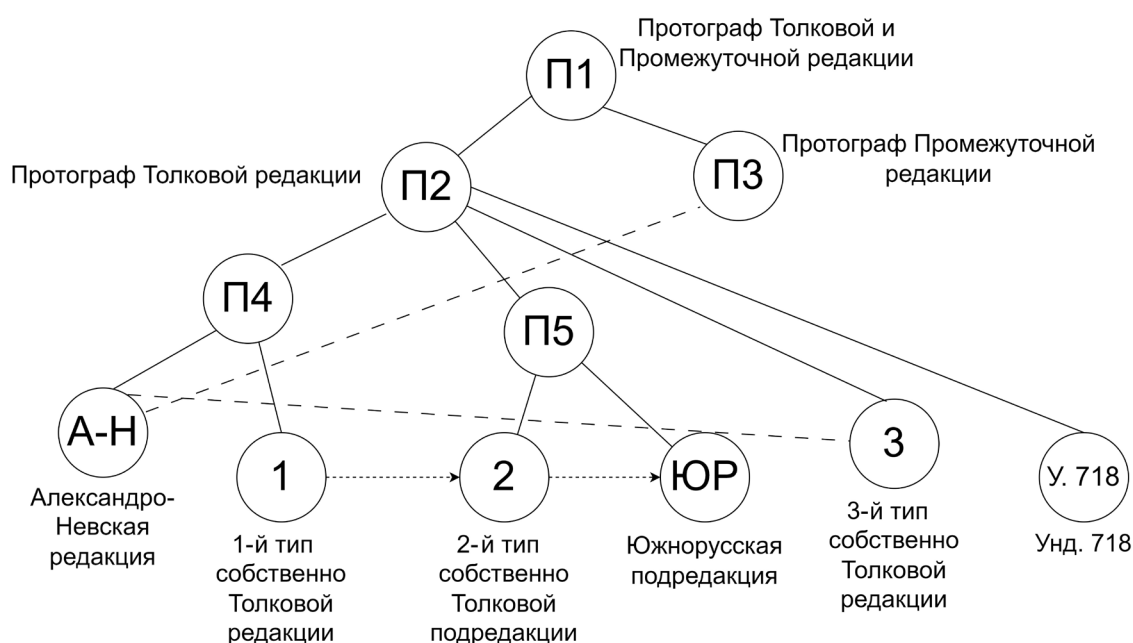 Протограф Толковой и
Промежуточной редакции
П1
Протограф Промежуточной
редакции
П3
Протограф Толковой редакции
П2
П4
П5
А-Н
Александро-
Невская
редакция
1
1-й тип
собственно
Толковой
редакции
2
2-й тип
собственно
Толковой
подредакции
ЮР
Южнорусская
подредакция
3
3-й тип
собственно
Толковой
редакции
У. 718
Унд. 718